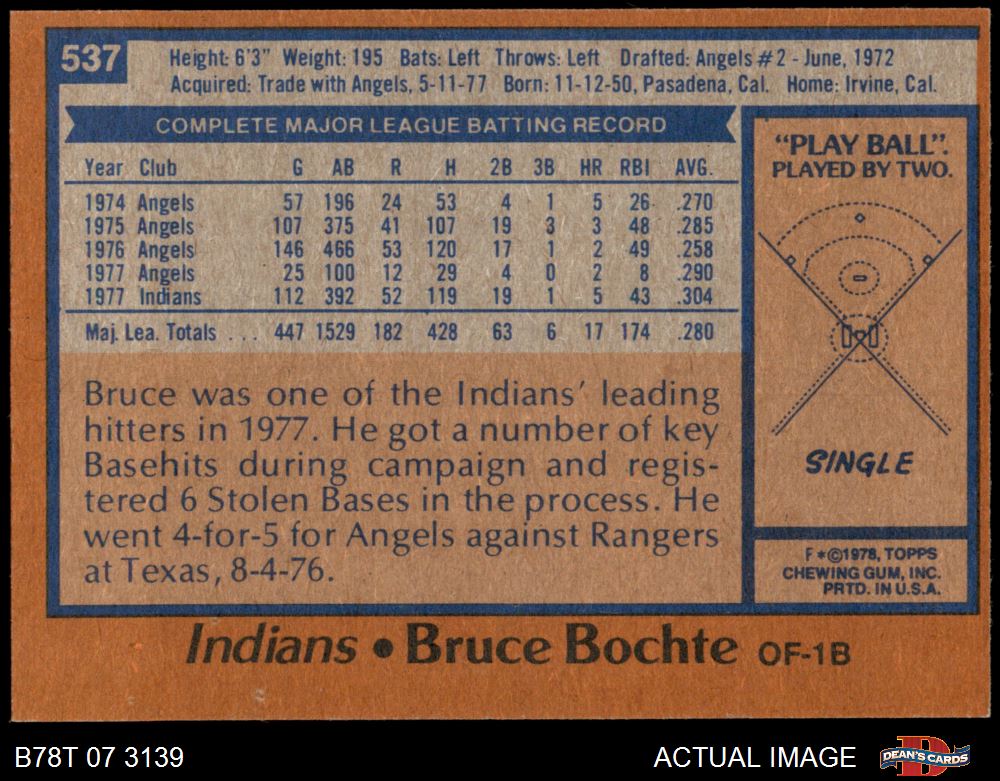 537
Height: 6'3" Weight: 195 Bats: Left Throws: Left Drafted: Angels #2 - June, 1972
Acquired: Trade with Angels, 5-11-77 Born: 11-12-50, Pasadena, Cal. Home: Irvine, Cal.
COMPLETE MAJOR LEAGUE BATTING RECORD
Year Club G AB R H 2B 3B HR RBI AVG.
1974 Angels 57 196 24 53 4 1 5 26 .270
1975 Angels 107 375 41 107 19 3 3 48 .285
1976 Angels 146 466 53 120 17 1 2 49 .258
1977 Angels 25 100 12 29 4 0 2 8 .290
1977 Indians 112 392 52 119 19 1 5 43 .304
Maj. Lea. Totals . . . 447 1529 182 428 63 6 17 174 .280
Bruce was one of the Indians' leading
hitters in 1977. He got a number of key
Basehits during campaign and regis-
tered 6 Stolen Bases in the process. He
went 4-for-5 for Angels against Rangers
at Texas, 8-4-76.
"PLAY BALL".
PLAYED BY TWO.
SINGLE
F*©1978, TOPPS
CHEWING GUM, INC.
PRTD. IN U.S.A.
Indians • Bruce Bochte OF-1B
B78T 07 3139
ACTUAL IMAGE
DEAN'S CARDS